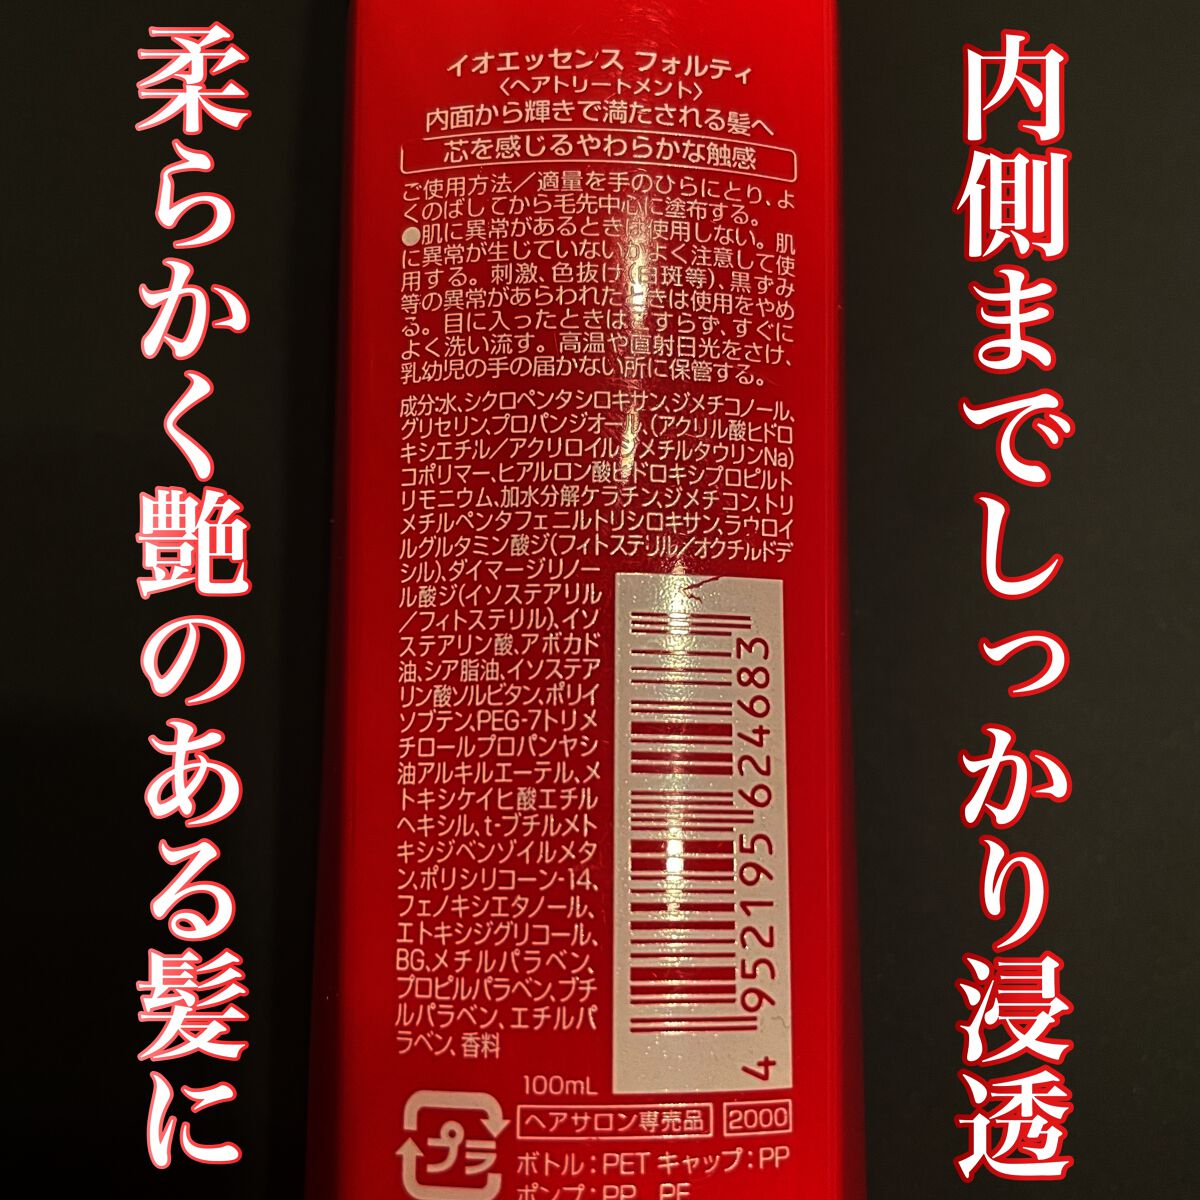 内側までしっかり浸透
柔らかく艶のある髪に
イオエッセンス フォルティ
〈ヘアトリートメント〉
内面から輝きで満たされる髪へ
芯を感じるやわらかな触感
ご使用方法／適量を手のひらにとり、よ
くのばしてから毛先中心に塗布する。
●肌に異常があるときは使用しない。肌
に異常が生じていないかよく注意して使
用する。刺激、色抜け(白斑等)、黒ずみ
等の異常があらわれたときは使用をやめ
る。目に入ったときはこすらず、すぐに
よく洗い流す。高温や直射日光をさけ、
乳幼児の手の届かない所に保管する。
成分:水、シクロペンタシロキサン、ジメチコノール、
グリセリン、プロパンジオール、(アクリル酸ヒドロ
キシエチル／アクリロイルジメチルタウリンNa)
コポリマー、ヒアルロン酸ヒドロキシプロピルト
リモニウム、加水分解ケラチン、ジメチコン、トリ
メチルペンタフェニルトリシロキサン、ラウロイ
ルグルタミン酸ジ(フィトステリル／オクチルドデ
シル)、ダイマージリノー
ル酸ジ(イソステアリル
／フィトステリル)、イソ
ステアリン酸、アボカド
油、シア脂油、イソステア
リン酸ソルビタン、ポリイ
ソブテン、PEG-7トリメ
チロールプロパンヤシ
油アルキルエーテル、メ
トキシケイヒ酸エチル
ヘキシル、t-ブチルメト
キシジベンゾイルメタ
ン、ポリシリコーン-14、
フェノキシエタノール、
エトキシジグリコール、
BG、メチルパラベン、
プロピルパラベン、ブチ
ルパラベン、エチルパ
ラベン、香料
4952195624683
100mL
ヘアサロン専売品 2000
プラ
ボトル:PET キャップ:PP
ポンプ:PP、PE